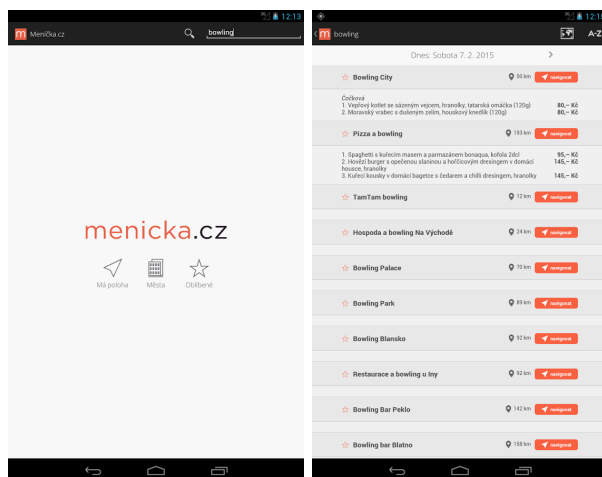 12:13
m Meníčka.cz
bowling
menicka.cz
Má poloha
Města
Oblíbené
m bowling
A-Z
Dnes: Sobota 7. 2. 2015
Bowling City
50 km
navigovat
Čočková
1. Vepřový kotlet se sázeným vejcem, hranolky, tatarská omáčka (120g)
80,– Kč
2. Moravský vrabec s dušeným zelím, houskový knedlík (120g)
80,– Kč
Pizza a bowling
193 km
navigovat
1. Spaghetti s kuřecím masem a parmazánem bonaqua, kofola 2dcl
95,– Kč
2. Hovězí burger s opečenou slaninou a hořčicovým dresingem v domácí
145,– Kč
housce, hranolky
3. Kuřecí kousky v domácí bagetce s čedarem a chilli dresingem, hranolky
145,– Kč
TamTam bowling
12 km
navigovat
Hospoda a bowling Na Východě
24 km
navigovat
Bowling Palace
70 km
navigovat
Bowling Park
89 km
navigovat
Bowling Blansko
92 km
navigovat
Restaurace a bowling u Iny
92 km
navigovat
Bowling Bar Peklo
142 km
navigovat
Bowling bar Blatno
158 km
navigovat